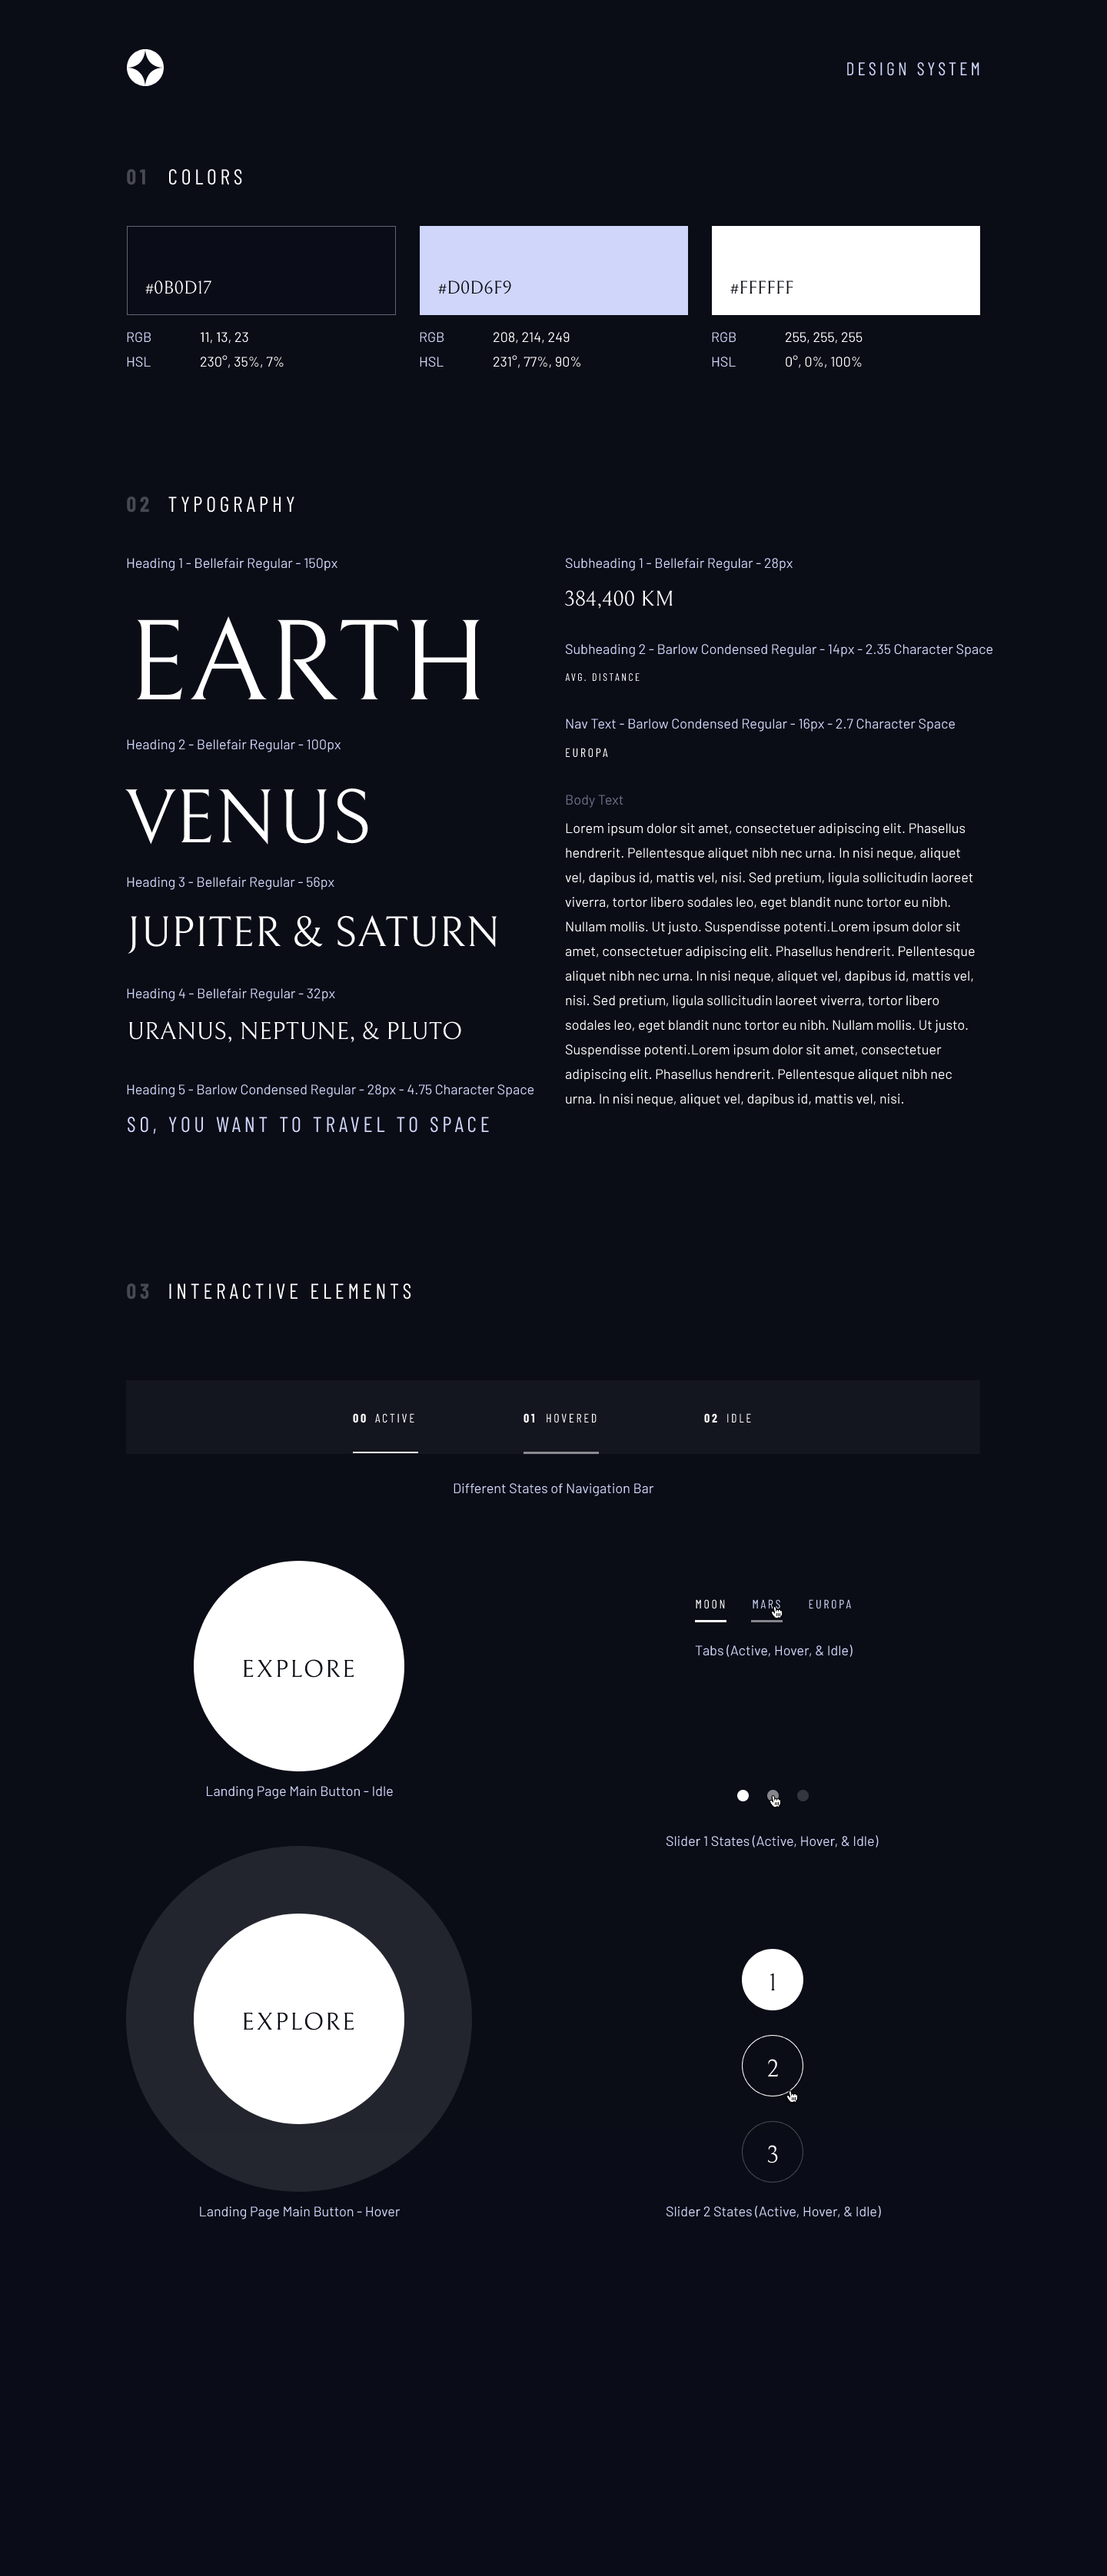 DESIGN SYSTEM
01 COLORS
#0B0D17
#D0D6F9
#FFFFFF
RGB 11, 13, 23
RGB 208, 214, 249
RGB 255, 255, 255
HSL 230°, 35%, 7%
HSL 231°, 77%, 90%
HSL 0°, 0%, 100%
02 TYPOGRAPHY
Heading 1 - Bellefair Regular - 150px
EARTH
Heading 2 - Bellefair Regular - 100px
VENUS
Heading 3 - Bellefair Regular - 56px
JUPITER & SATURN
Heading 4 - Bellefair Regular - 32px
URANUS, NEPTUNE, & PLUTO
Heading 5 - Barlow Condensed Regular - 28px - 4.75 Character Space
SO, YOU WANT TO TRAVEL TO SPACE
Subheading 1 - Bellefair Regular - 28px
384,400 KM
Subheading 2 - Barlow Condensed Regular - 14px - 2.35 Character Space
AVG. DISTANCE
Nav Text - Barlow Condensed Regular - 16px - 2.7 Character Space
EUROPA
Body Text
Lorem ipsum dolor sit amet, consectetuer adipiscing elit. Phasellus
hendrerit. Pellentesque aliquet nibh nec urna. In nisi neque, aliquet
vel, dapibus id, mattis vel, nisi. Sed pretium, ligula sollicitudin laoreet
viverra, tortor libero sodales leo, eget blandit nunc tortor eu nibh.
Nullam mollis. Ut justo. Suspendisse potenti.Lorem ipsum dolor sit
amet, consectetuer adipiscing elit. Phasellus hendrerit. Pellentesque
aliquet nibh nec urna. In nisi neque, aliquet vel, dapibus id, mattis vel,
nisi. Sed pretium, ligula sollicitudin laoreet viverra, tortor libero
sodales leo, eget blandit nunc tortor eu nibh. Nullam mollis. Ut justo.
Suspendisse potenti.Lorem ipsum dolor sit amet, consectetuer
adipiscing elit. Phasellus hendrerit. Pellentesque aliquet nibh nec
urna. In nisi neque, aliquet vel, dapibus id, mattis vel, nisi.
03 INTERACTIVE ELEMENTS
00 ACTIVE
01 HOVERED
02 IDLE
Different States of Navigation Bar
EXPLORE
Landing Page Main Button - Idle
EXPLORE
Landing Page Main Button - Hover
MOON MARS EUROPA
Tabs (Active, Hover, & Idle)
Slider 1 States (Active, Hover, & Idle)
1
2
3
Slider 2 States (Active, Hover, & Idle)